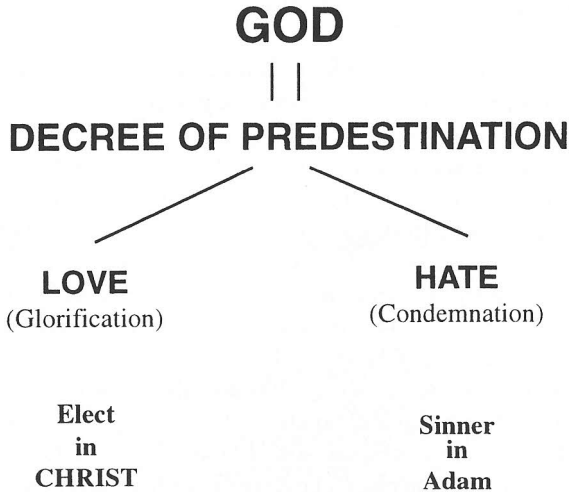 GOD
DECREE OF PREDESTINATION
LOVE
(Glorification)
HATE
(Condemnation)
Elect
in
CHRIST
Sinner
in
Adam